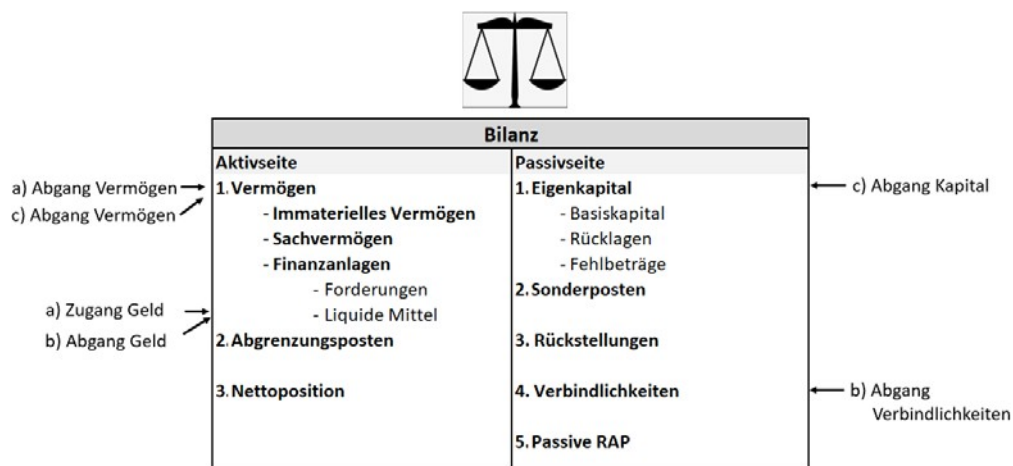 Bilanz
Aktivseite
Passivseite
a) Abgang Vermögen
c) Abgang Vermögen
1. Vermögen
- Immaterielles Vermögen
- Sachvermögen
- Finanzanlagen
- Forderungen
- Liquide Mittel
a) Zugang Geld
b) Abgang Geld
2. Abgrenzungsposten
3. Nettoposition
1. Eigenkapital
- Basiskapital
- Rücklagen
- Fehlbeträge
2. Sonderposten
3. Rückstellungen
4. Verbindlichkeiten
5. Passive RAP
c) Abgang Kapital
b) Abgang
Verbindlichkeiten